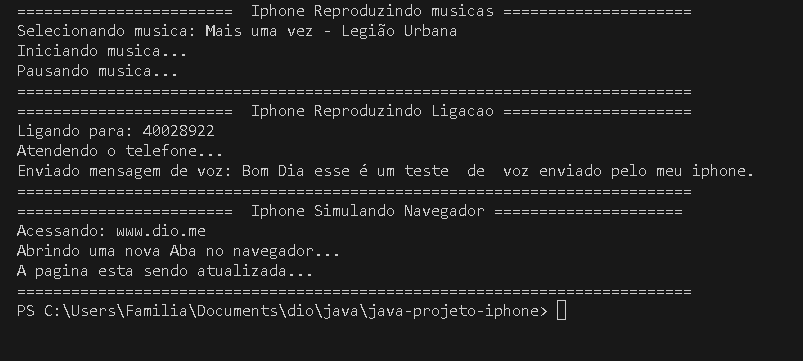 ========================  Iphone Reproduzindo musicas =====================
Selecionando musica: Mais uma vez - Legião Urbana
Iniciando musica...
Pausando musica...
===========================================================================
========================  Iphone Reproduzindo Ligacao =====================
Ligando para: 40028922
Atendendo o telefone...
Enviado mensagem de voz: Bom Dia esse é um teste  de  voz enviado pelo meu iphone.
===========================================================================
========================  Iphone Simulando Navegador =====================
Acessando: www.dio.me
Abrindo uma nova Aba no navegador...
A pagina esta sendo atualizada...
===========================================================================
PS C:\Users\Familia\Documents\dio\java\java-projeto-iphone>